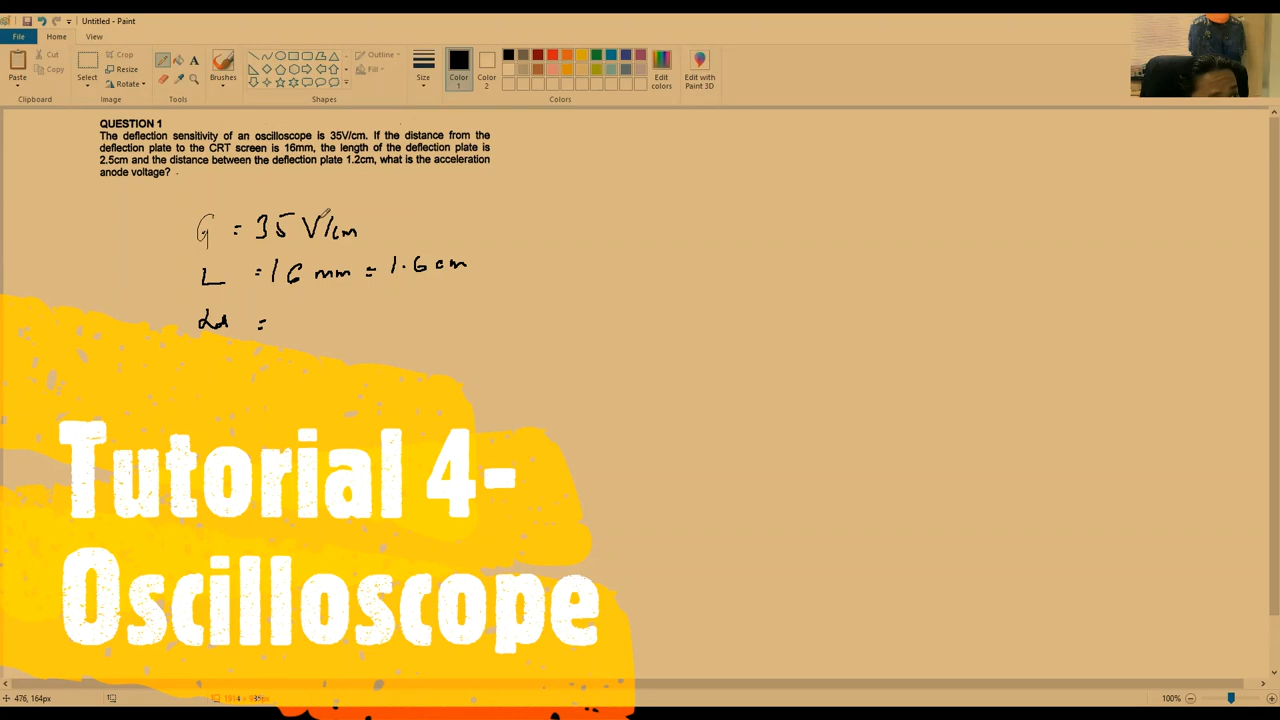 Untitled - Paint
File
Home
View
Paste
Cut
Copy
Clipboard
Select
Crop
Resize
Rotate
Image
A
Tools
Brushes
Outline
Fill
Shapes
Size
Color 1
Color 2
Edit colors
Colors
Edit with Paint 3D
QUESTION 1
The deflection sensitivity of an oscilloscope is 35V/cm. If the distance from the
deflection plate to the CRT screen is 16mm, the length of the deflection plate is
2.5cm and the distance between the deflection plate 1.2cm, what is the acceleration
anode voltage?
G = 35 V/cm
L = 16 mm = 1.6 cm
Ld =
Tutorial 4-
Oscilloscope
476, 164px
100%